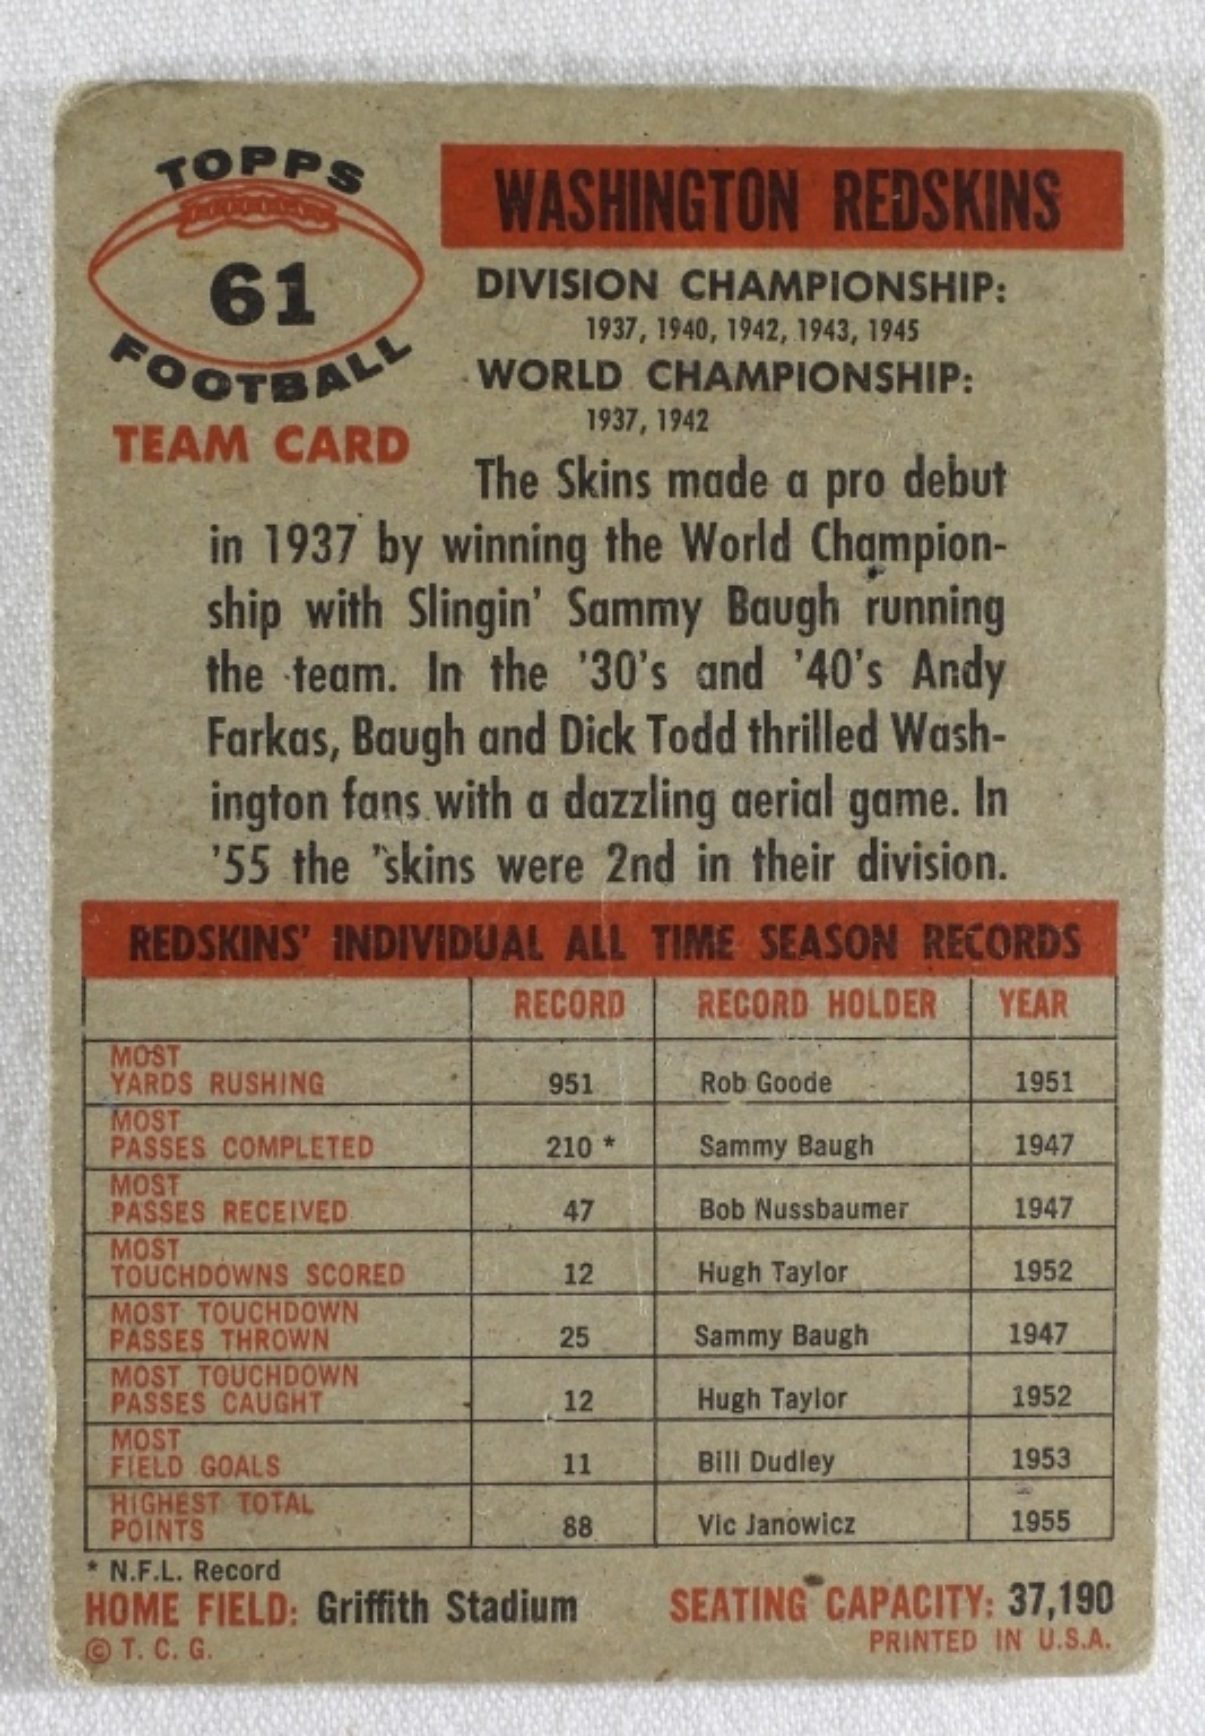 TOPPS
61
FOOTBALL
TEAM CARD
WASHINGTON REDSKINS
DIVISION CHAMPIONSHIP:
1937, 1940, 1942, 1943, 1945
WORLD CHAMPIONSHIP:
1937, 1942
The Skins made a pro debut
in 1937 by winning the World Champion-
ship with Slingin' Sammy Baugh running
the team. In the '30's and '40's Andy
Farkas, Baugh and Dick Todd thrilled Wash-
ington fans with a dazzling aerial game. In
'55 the 'skins were 2nd in their division.
REDSKINS' INDIVIDUAL ALL TIME SEASON RECORDS
RECORD RECORD HOLDER YEAR
MOST
YARDS RUSHING 951 Rob Goode 1951
MOST
PASSES COMPLETED 210 * Sammy Baugh 1947
MOST
PASSES RECEIVED 47 Bob Nussbaumer 1947
MOST
TOUCHDOWNS SCORED 12 Hugh Taylor 1952
MOST TOUCHDOWN
PASSES THROWN 25 Sammy Baugh 1947
MOST TOUCHDOWN
PASSES CAUGHT 12 Hugh Taylor 1952
MOST
FIELD GOALS 11 Bill Dudley 1953
HIGHEST TOTAL
POINTS 88 Vic Janowicz 1955
* N.F.L. Record
HOME FIELD: Griffith Stadium SEATING CAPACITY: 37,190
© T. C. G. PRINTED IN U.S.A.